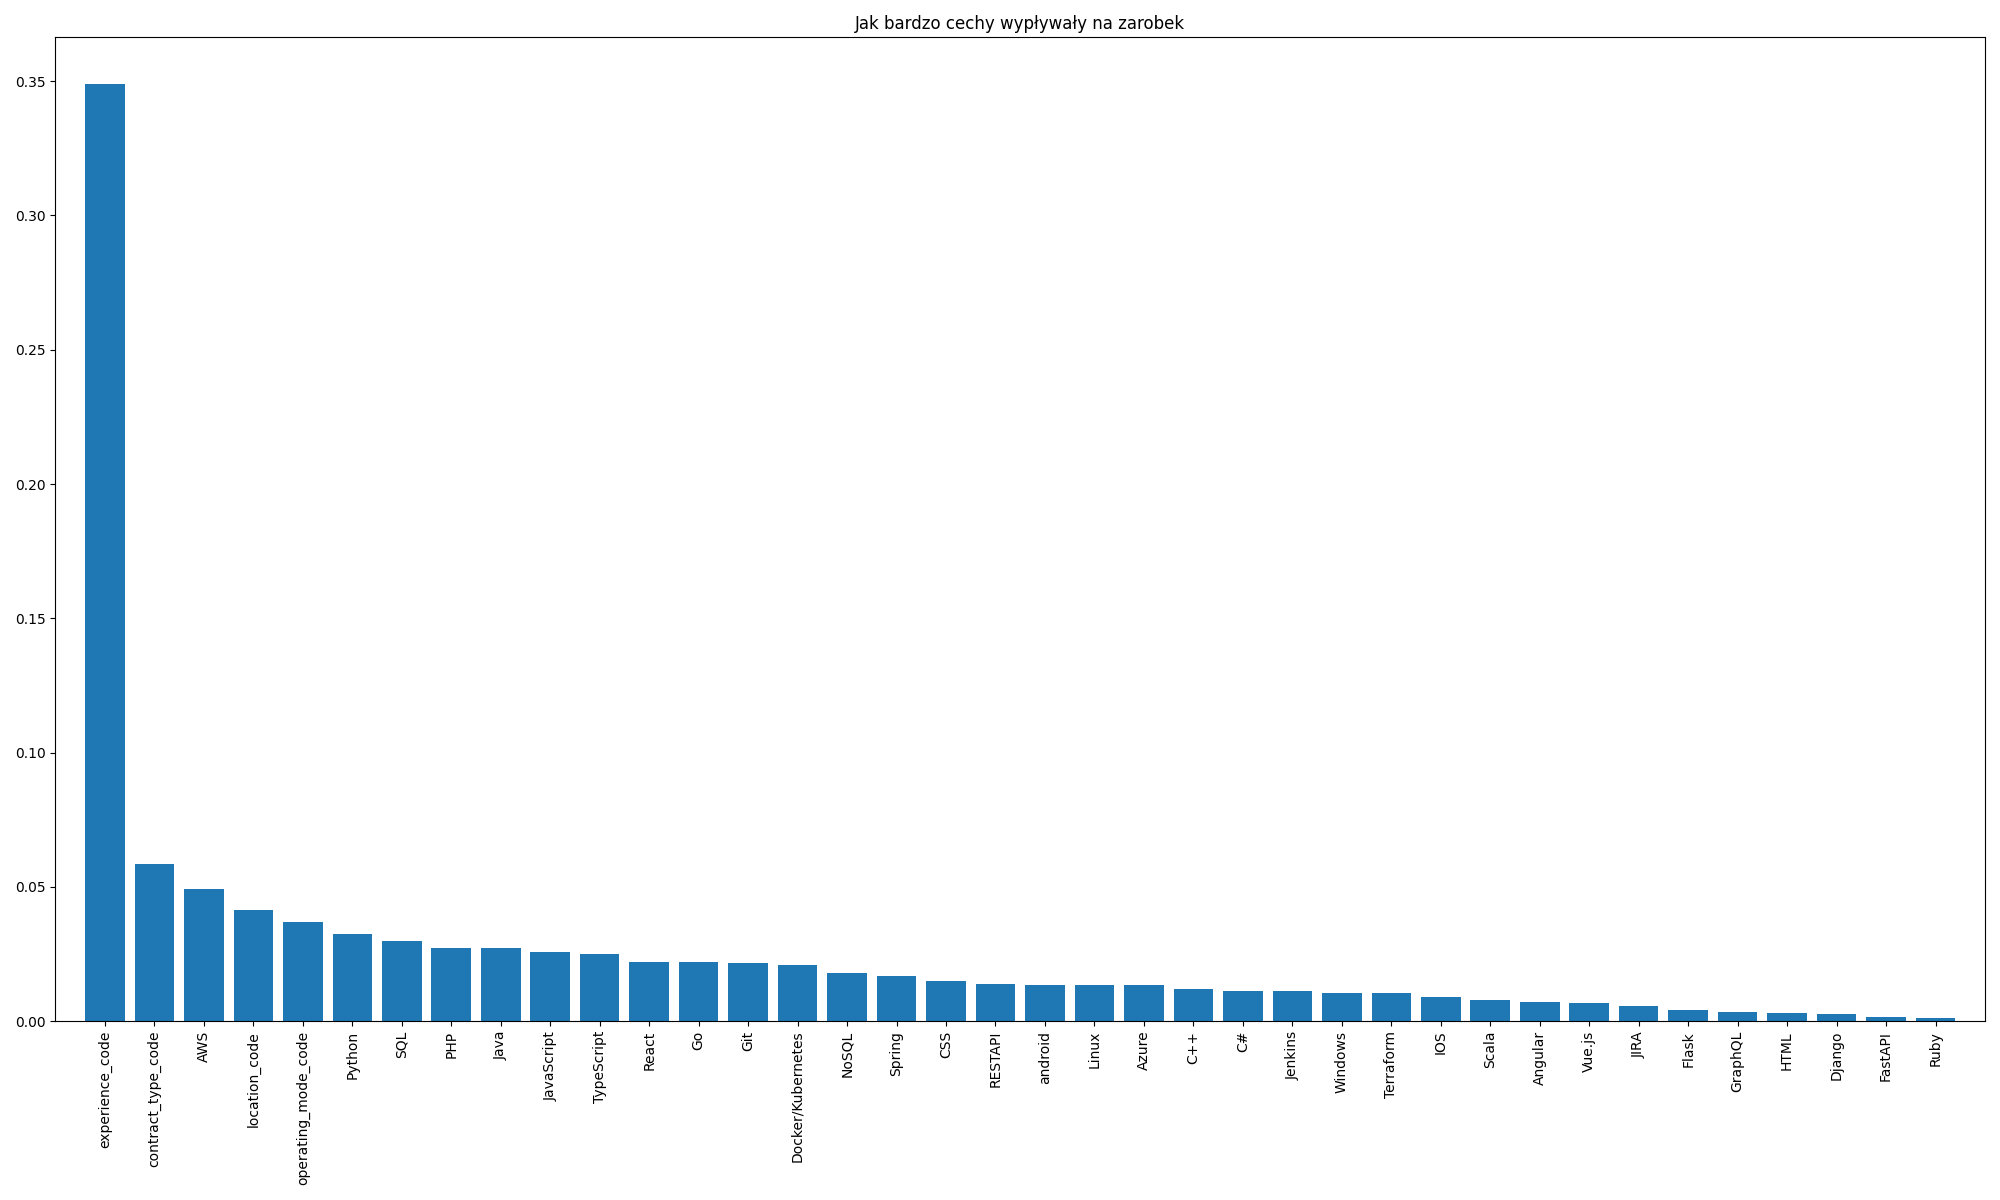 Jak bardzo cechy wypływały na zarobek
0.35
0.30
0.25
0.20
0.15
0.10
0.05
0.00
experience_code
contract_type_code
AWS
location_code
operating_mode_code
Python
SQL
PHP
Java
JavaScript
TypeScript
React
Go
Git
Docker/Kubernetes
NoSQL
Spring
CSS
RESTAPI
android
Linux
Azure
C++
C#
Jenkins
Windows
Terraform
IOS
Scala
Angular
Vue.js
JJIRA
Flask
GraphQL
HTML
Django
FastAPI
Ruby